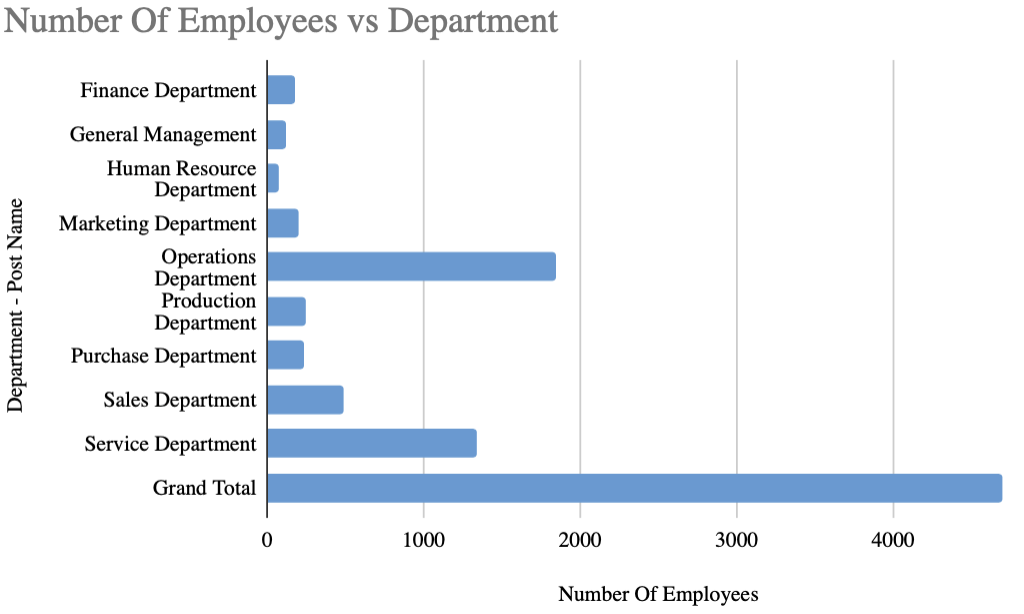 Number Of Employees vs Department
Department - Post Name
Finance Department
General Management
Human Resource
Department
Marketing Department
Operations
Department
Production
Department
Purchase Department
Sales Department
Service Department
Grand Total
0
1000
2000
3000
4000
Number Of Employees